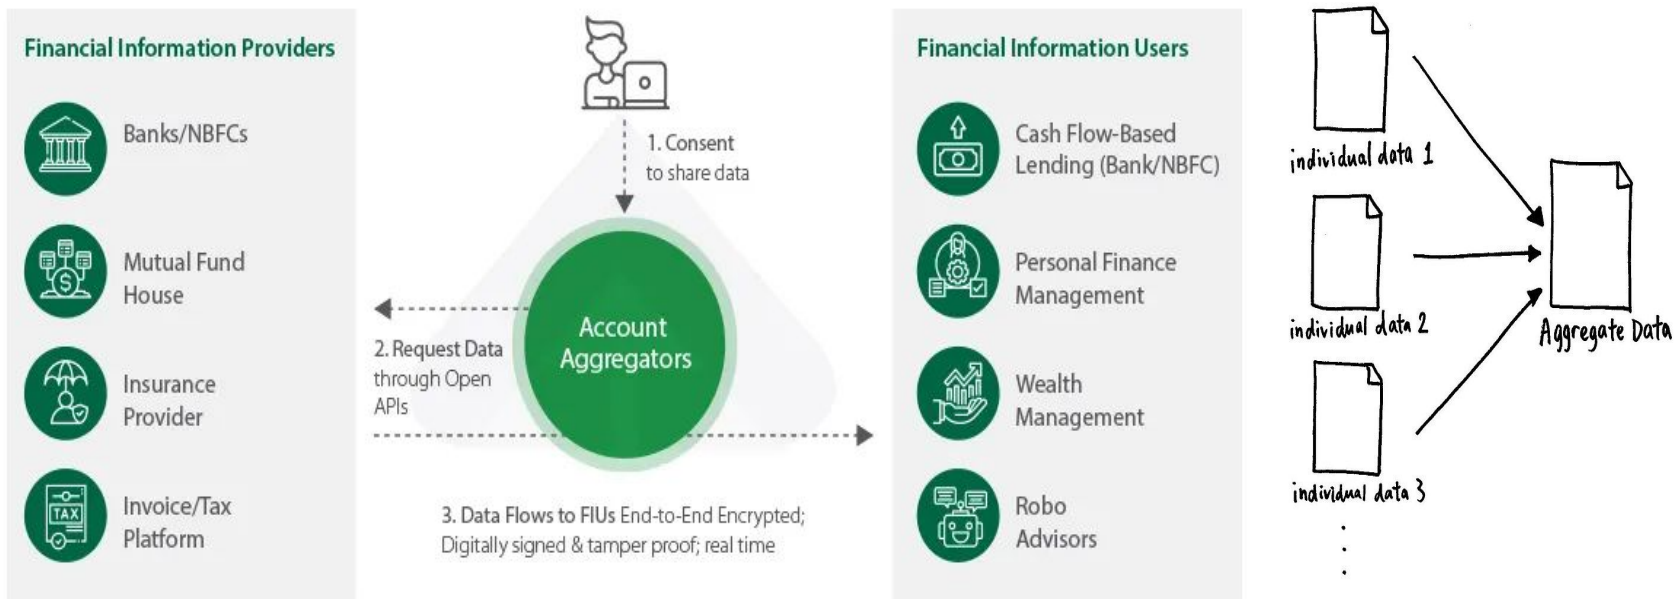 Financial Information Providers
Banks/NBFCs
Mutual Fund
House
Insurance
Provider
TAX
Invoice/Tax
Platform
1. Consent
to share data
Account
Aggregators
2. Request Data
through Open
APIs
3. Data Flows to FIUs End-to-End Encrypted;
Digitally signed & tamper proof; real time
Financial Information Users
Cash Flow-Based
Lending (Bank/NBFC)
Personal Finance
Management
Wealth
Management
Robo
Advisors
individual data 1
individual data 2
individual data 3
Aggregate Data